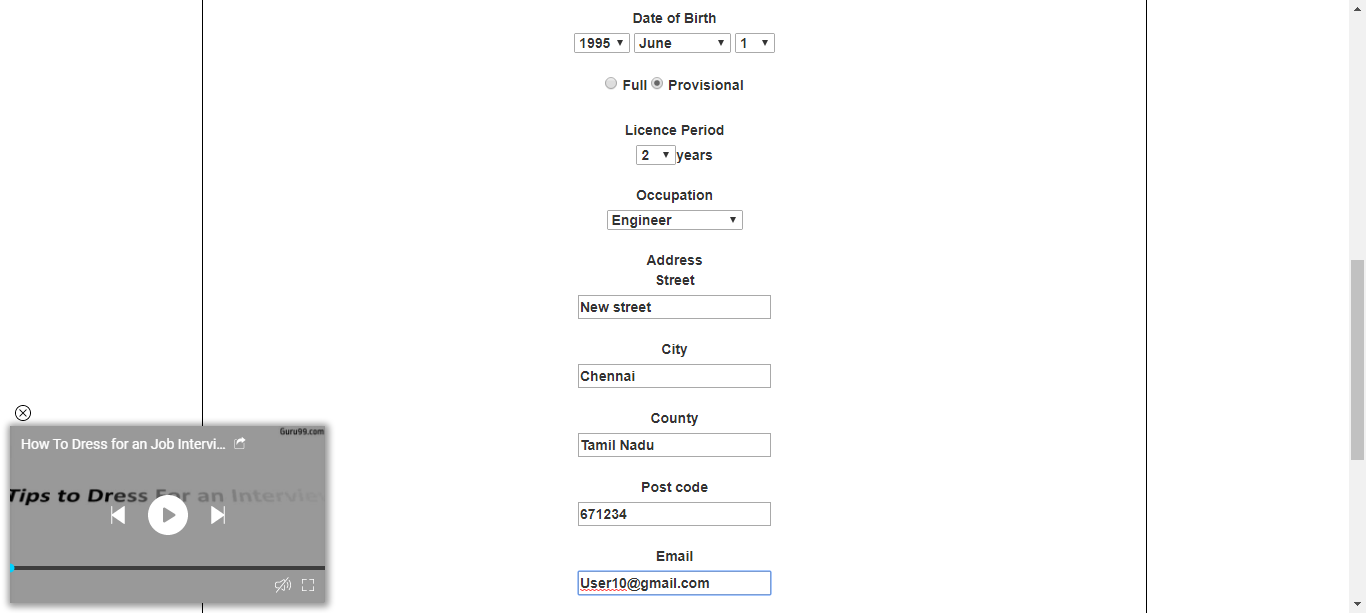 Date of Birth
1995 June 1
Full Provisional
Licence Period
2 years
Occupation
Engineer
Address
Street
New street
City
Chennai
County
Tamil Nadu
Post code
671234
Email
User10@gmail.com
Guru99.com
How To Dress for an Job Intervi...
Tips to Dress For an Intervie